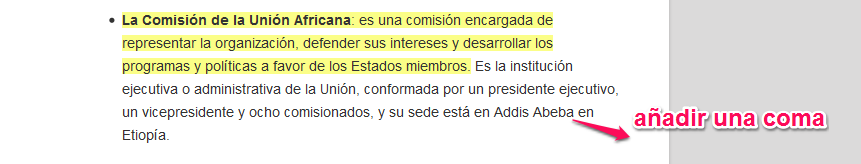 • La Comisión de la Unión Africana: es una comisión encargada de
representar la organización, defender sus intereses y desarrollar los
programas y políticas a favor de los Estados miembros. Es la institución
ejecutiva o administrativa de la Unión, conformada por un presidente ejecutivo,
un vicepresidente y ocho comisionados, y su sede está en Addis Abeba en
Etiopía.
añadir una coma